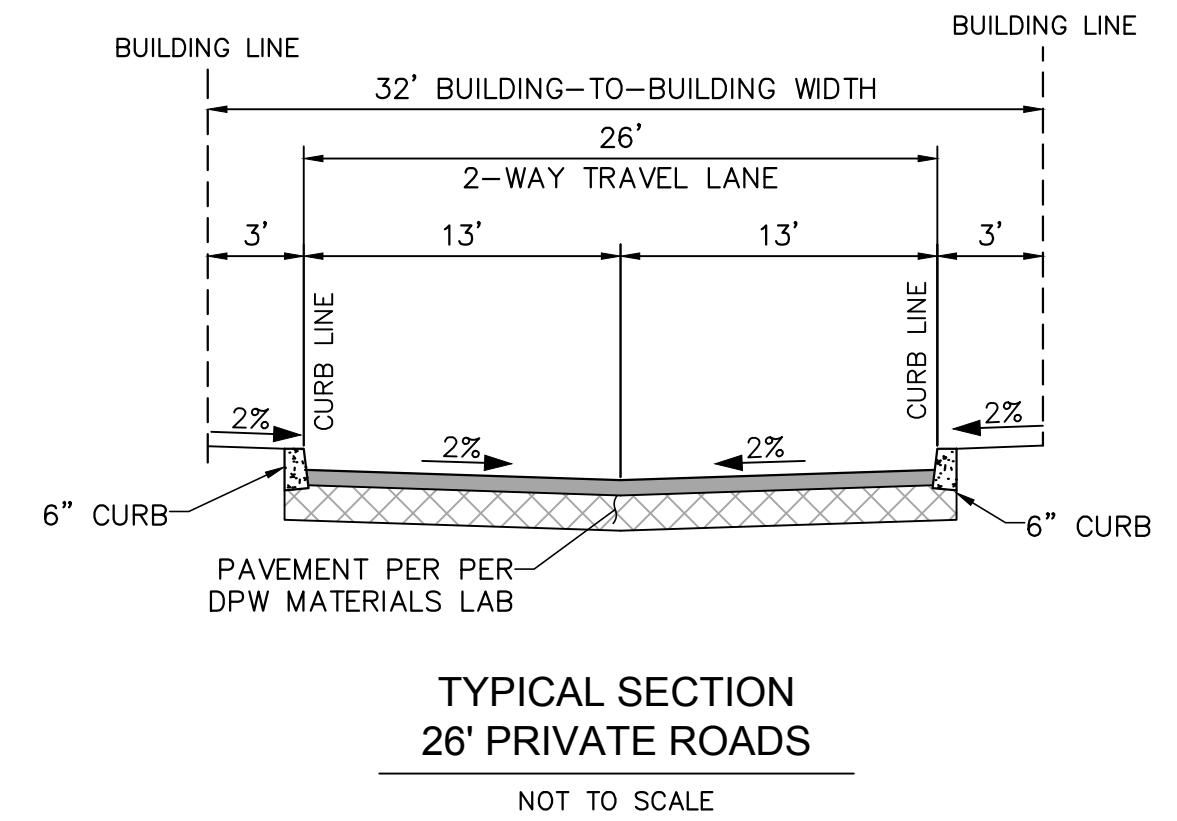 BUILDING LINE
BUILDING LINE
32’ BUILDING–TO–BUILDING WIDTH
26’
2–WAY TRAVEL LANE
3’
13’
13’
3’
CURB LINE
CURB LINE
2%
2%
2%
2%
6” CURB
6” CURB
PAVEMENT PER PER
DPW MATERIALS LAB
TYPICAL SECTION
26' PRIVATE ROADS
NOT TO SCALE